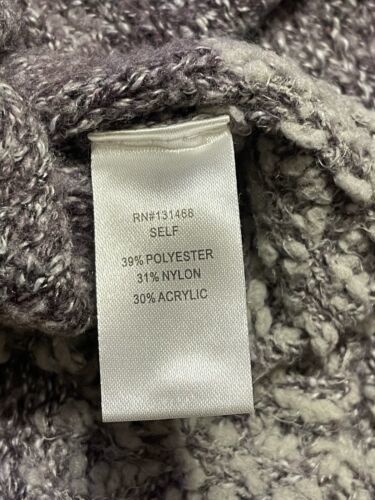 RN#131468
SELF
39% POLYESTER
31% NYLON
30% ACRYLIC